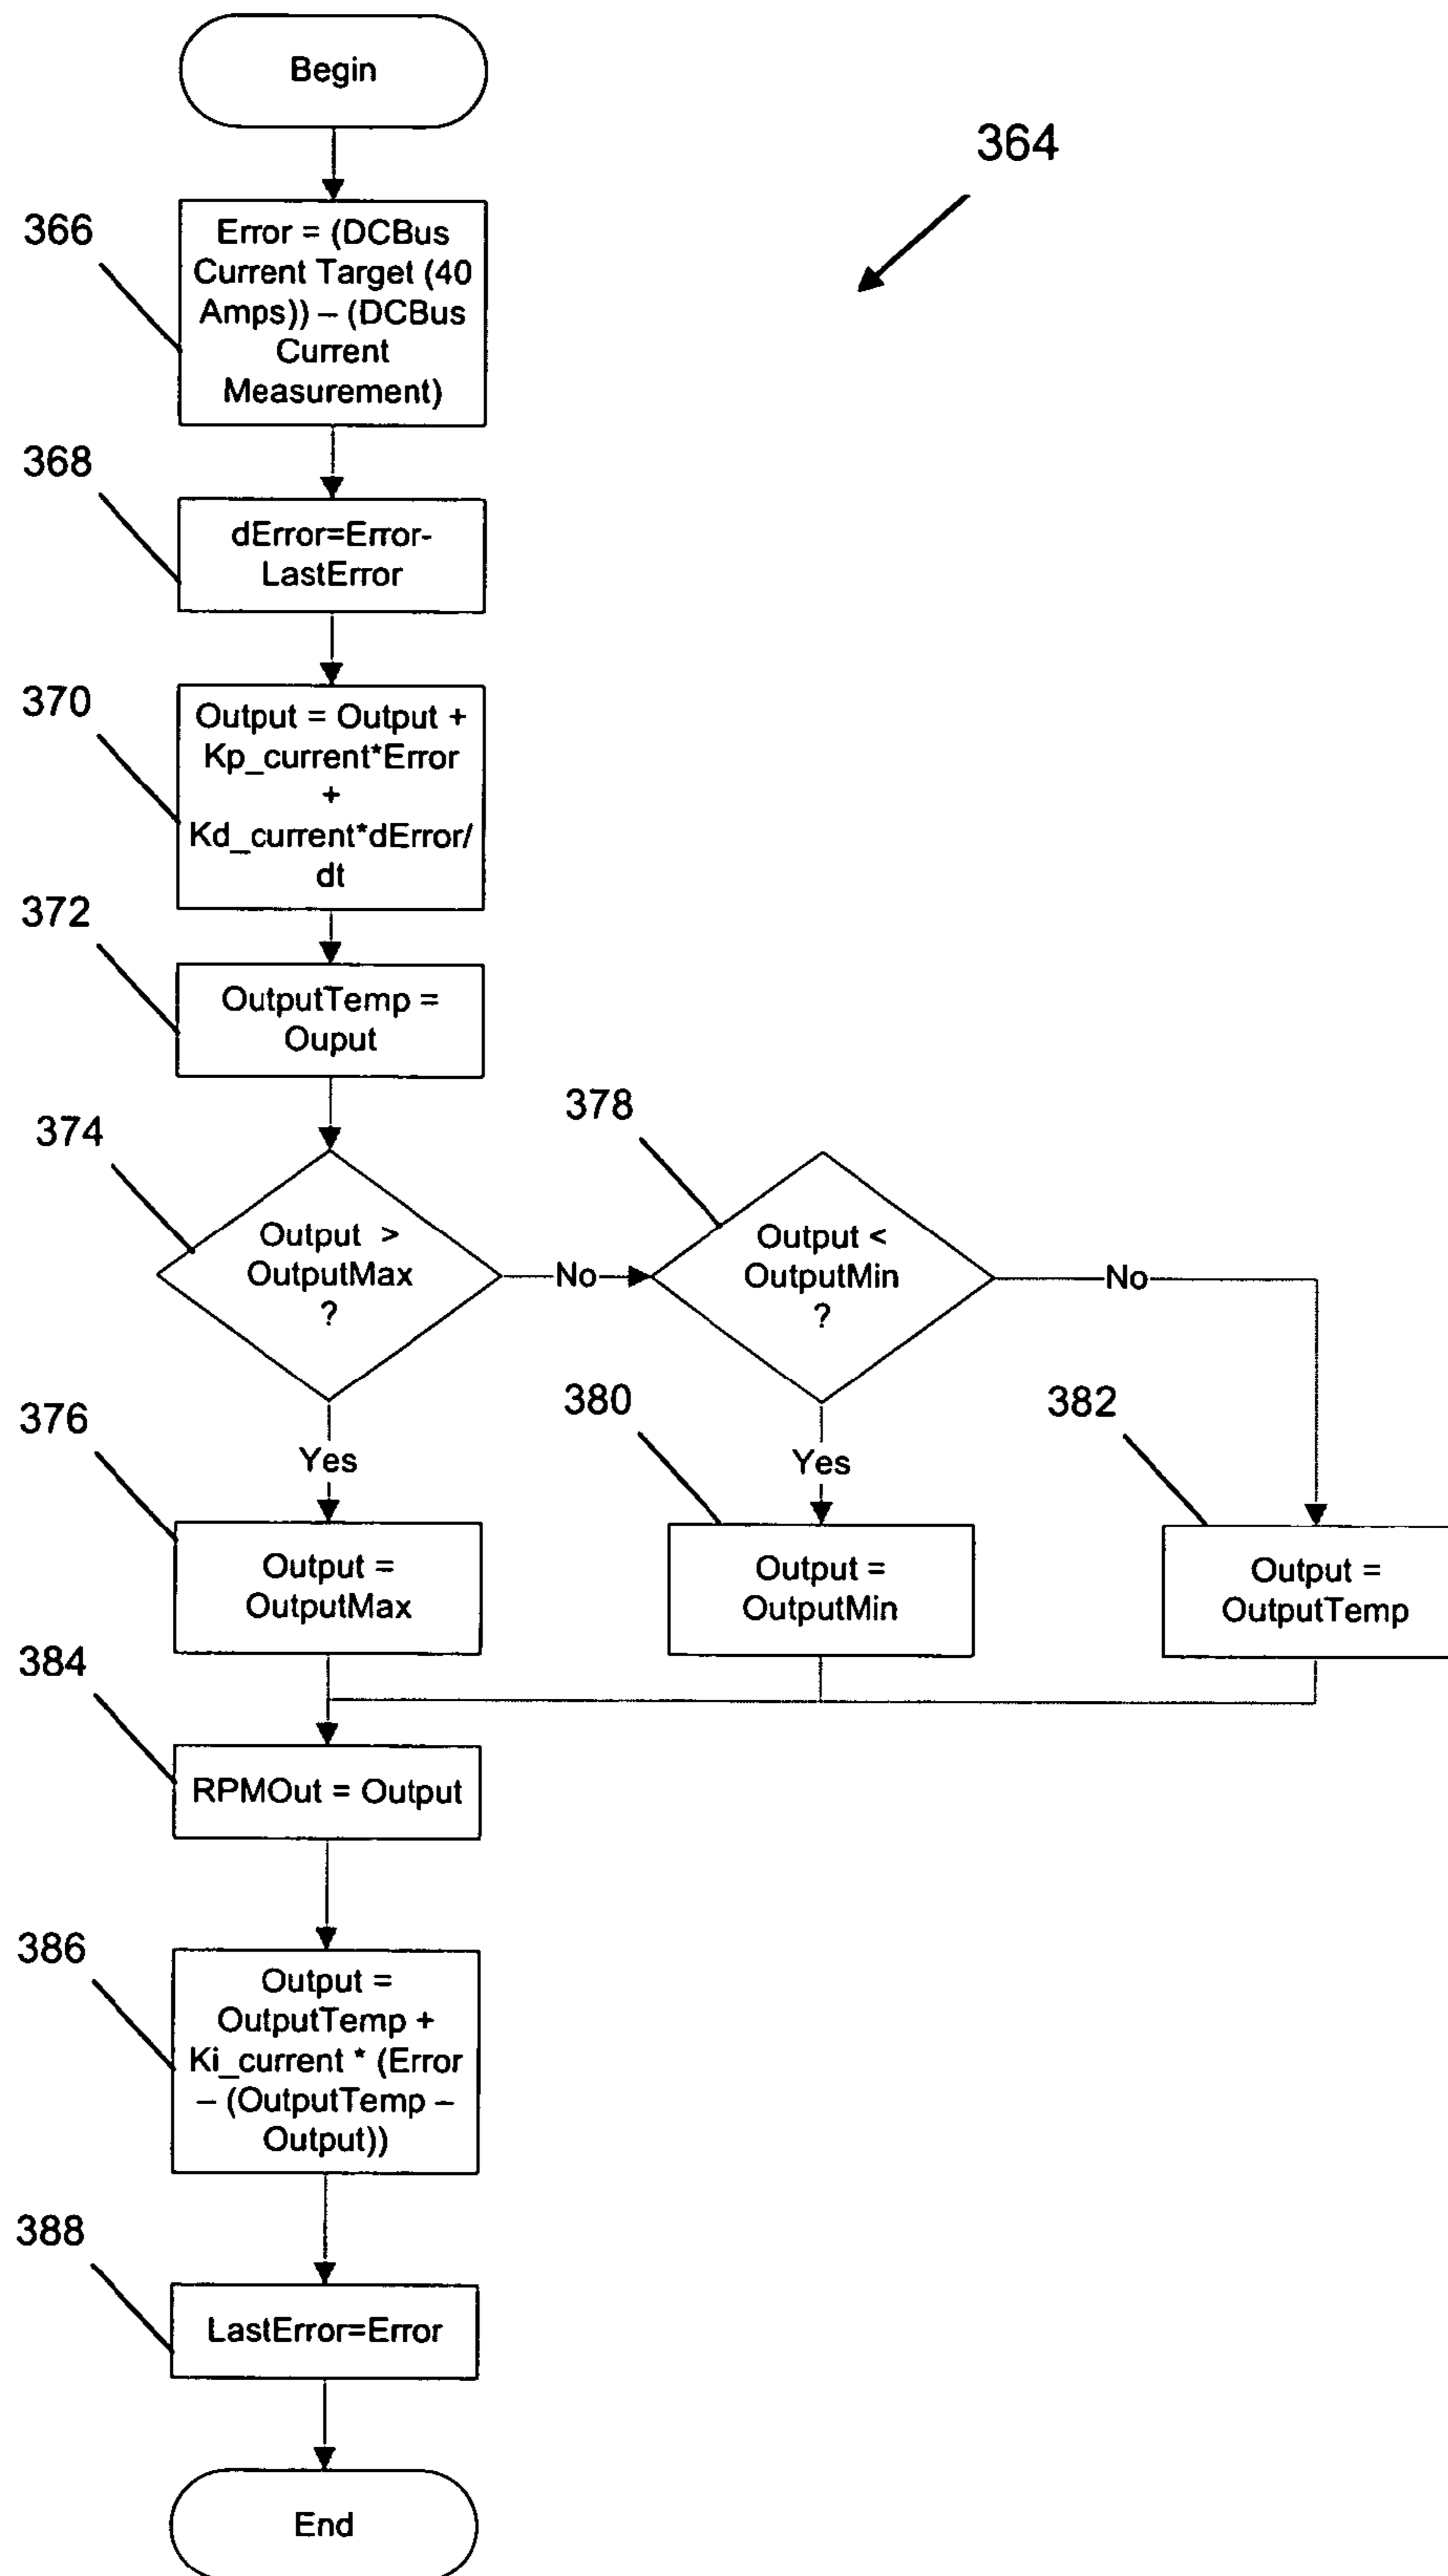 Begin
364
366
Error = (DCBus
Current Target (40
Amps)) – (DCBus
Current
Measurement)
368
dError=Error-
LastError
370
Output = Output +
Kp_current*Error
+
Kd_current*dError/
dt
372
OutputTemp =
Ouput
374
Output >
OutputMax
?
No
378
Output <
OutputMin
?
No
Yes
376
Output =
OutputMax
Yes
380
Output =
OutputMin
382
Output =
OutputTemp
384
RPMOut = Output
386
Output =
OutputTemp +
Ki_current * (Error
– (OutputTemp –
Output))
388
LastError=Error
End